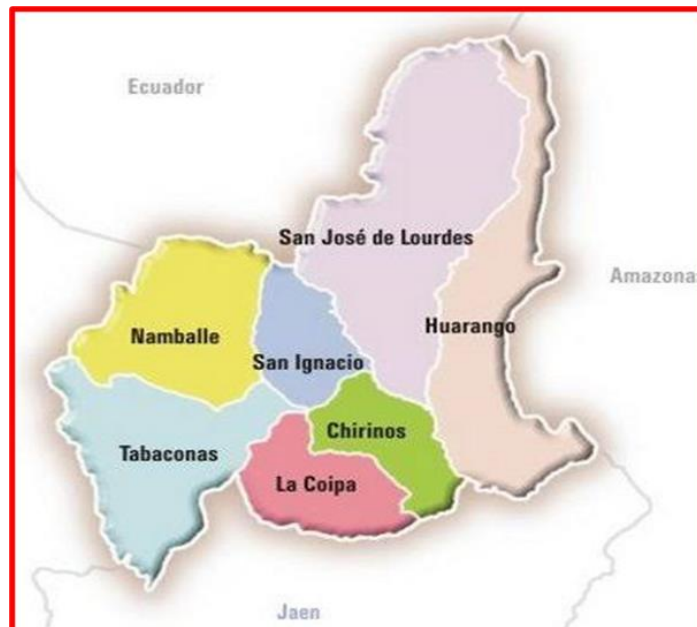 Ecuador
San José de Lourdes
Amazona
Huarango
Namballe
San Ignacio
Chirinos
Tabaconas
La Coipa
Jaen